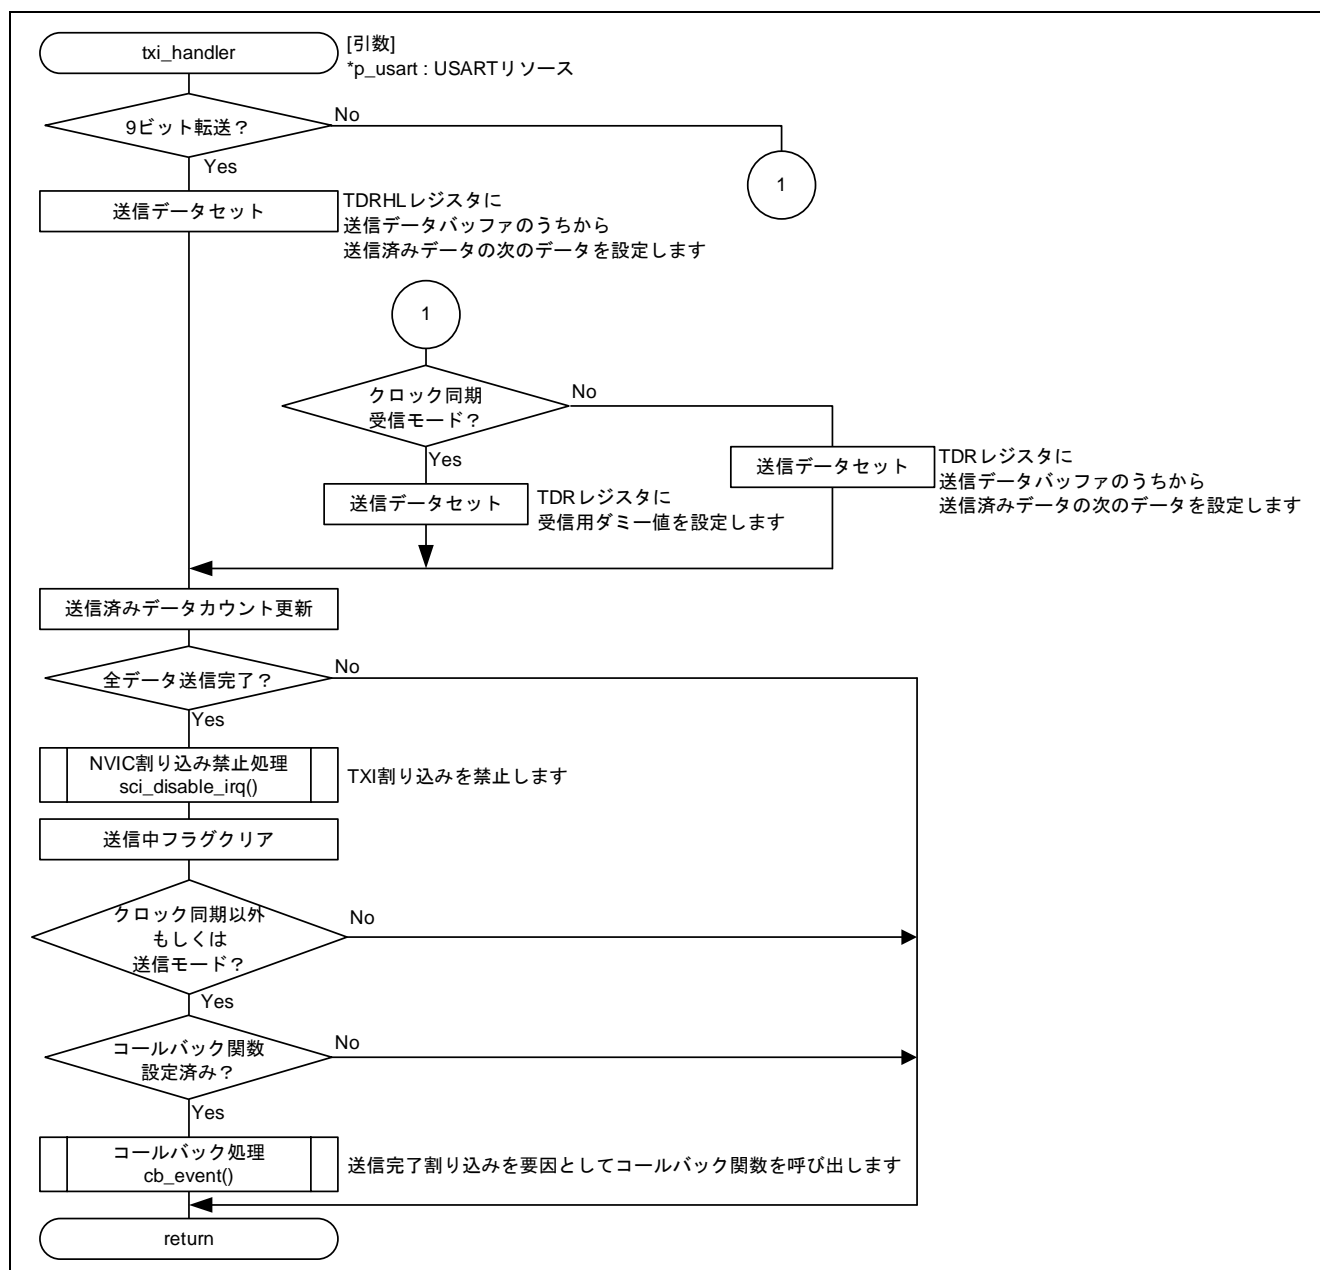 txi_handler
[引数]
*p_usart : USARTリソース
9ビット転送？
No
Yes
1
送信データセット
TDRHLレジスタに
送信データバッファのうちから
送信済みデータの次のデータを設定します
1
クロック同期
受信モード？
No
Yes
送信データセット
TDRレジスタに
受信用ダミー値を設定します
送信データセット
TDRレジスタに
送信データバッファのうちから
送信済みデータの次のデータを設定します
送信済みデータカウント更新
全データ送信完了？
No
Yes
NVIC割り込み禁止処理
sci_disable_irq()
TXI割り込みを禁止します
送信中フラグクリア
クロック同期以外
もしくは
送信モード？
No
Yes
コールバック関数
設定済み？
No
Yes
コールバック処理
cb_event()
送信完了割り込みを要因としてコールバック関数を呼び出します
return